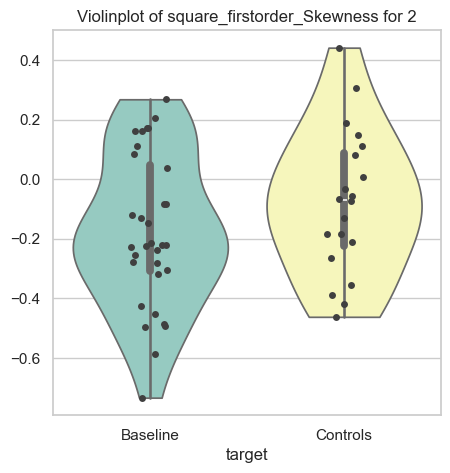 Violinplot of square_firstorder_Skewness for 2
0.4
0.2
0.0
−0.2
−0.4
−0.6
Baseline
Controls
target